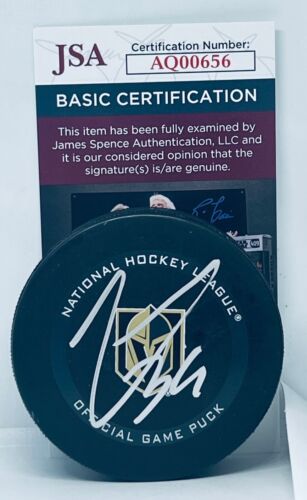 JSA
Certification Number:
AQ00656
BASIC CERTIFICATION
This item has been fully examined by
James Spence Authentication, LLC and
it is our considered opinion that the
signature(s) is/are genuine.
NATIONAL HOCKEY LEAGUE®
OFFICIAL GAME PUCK